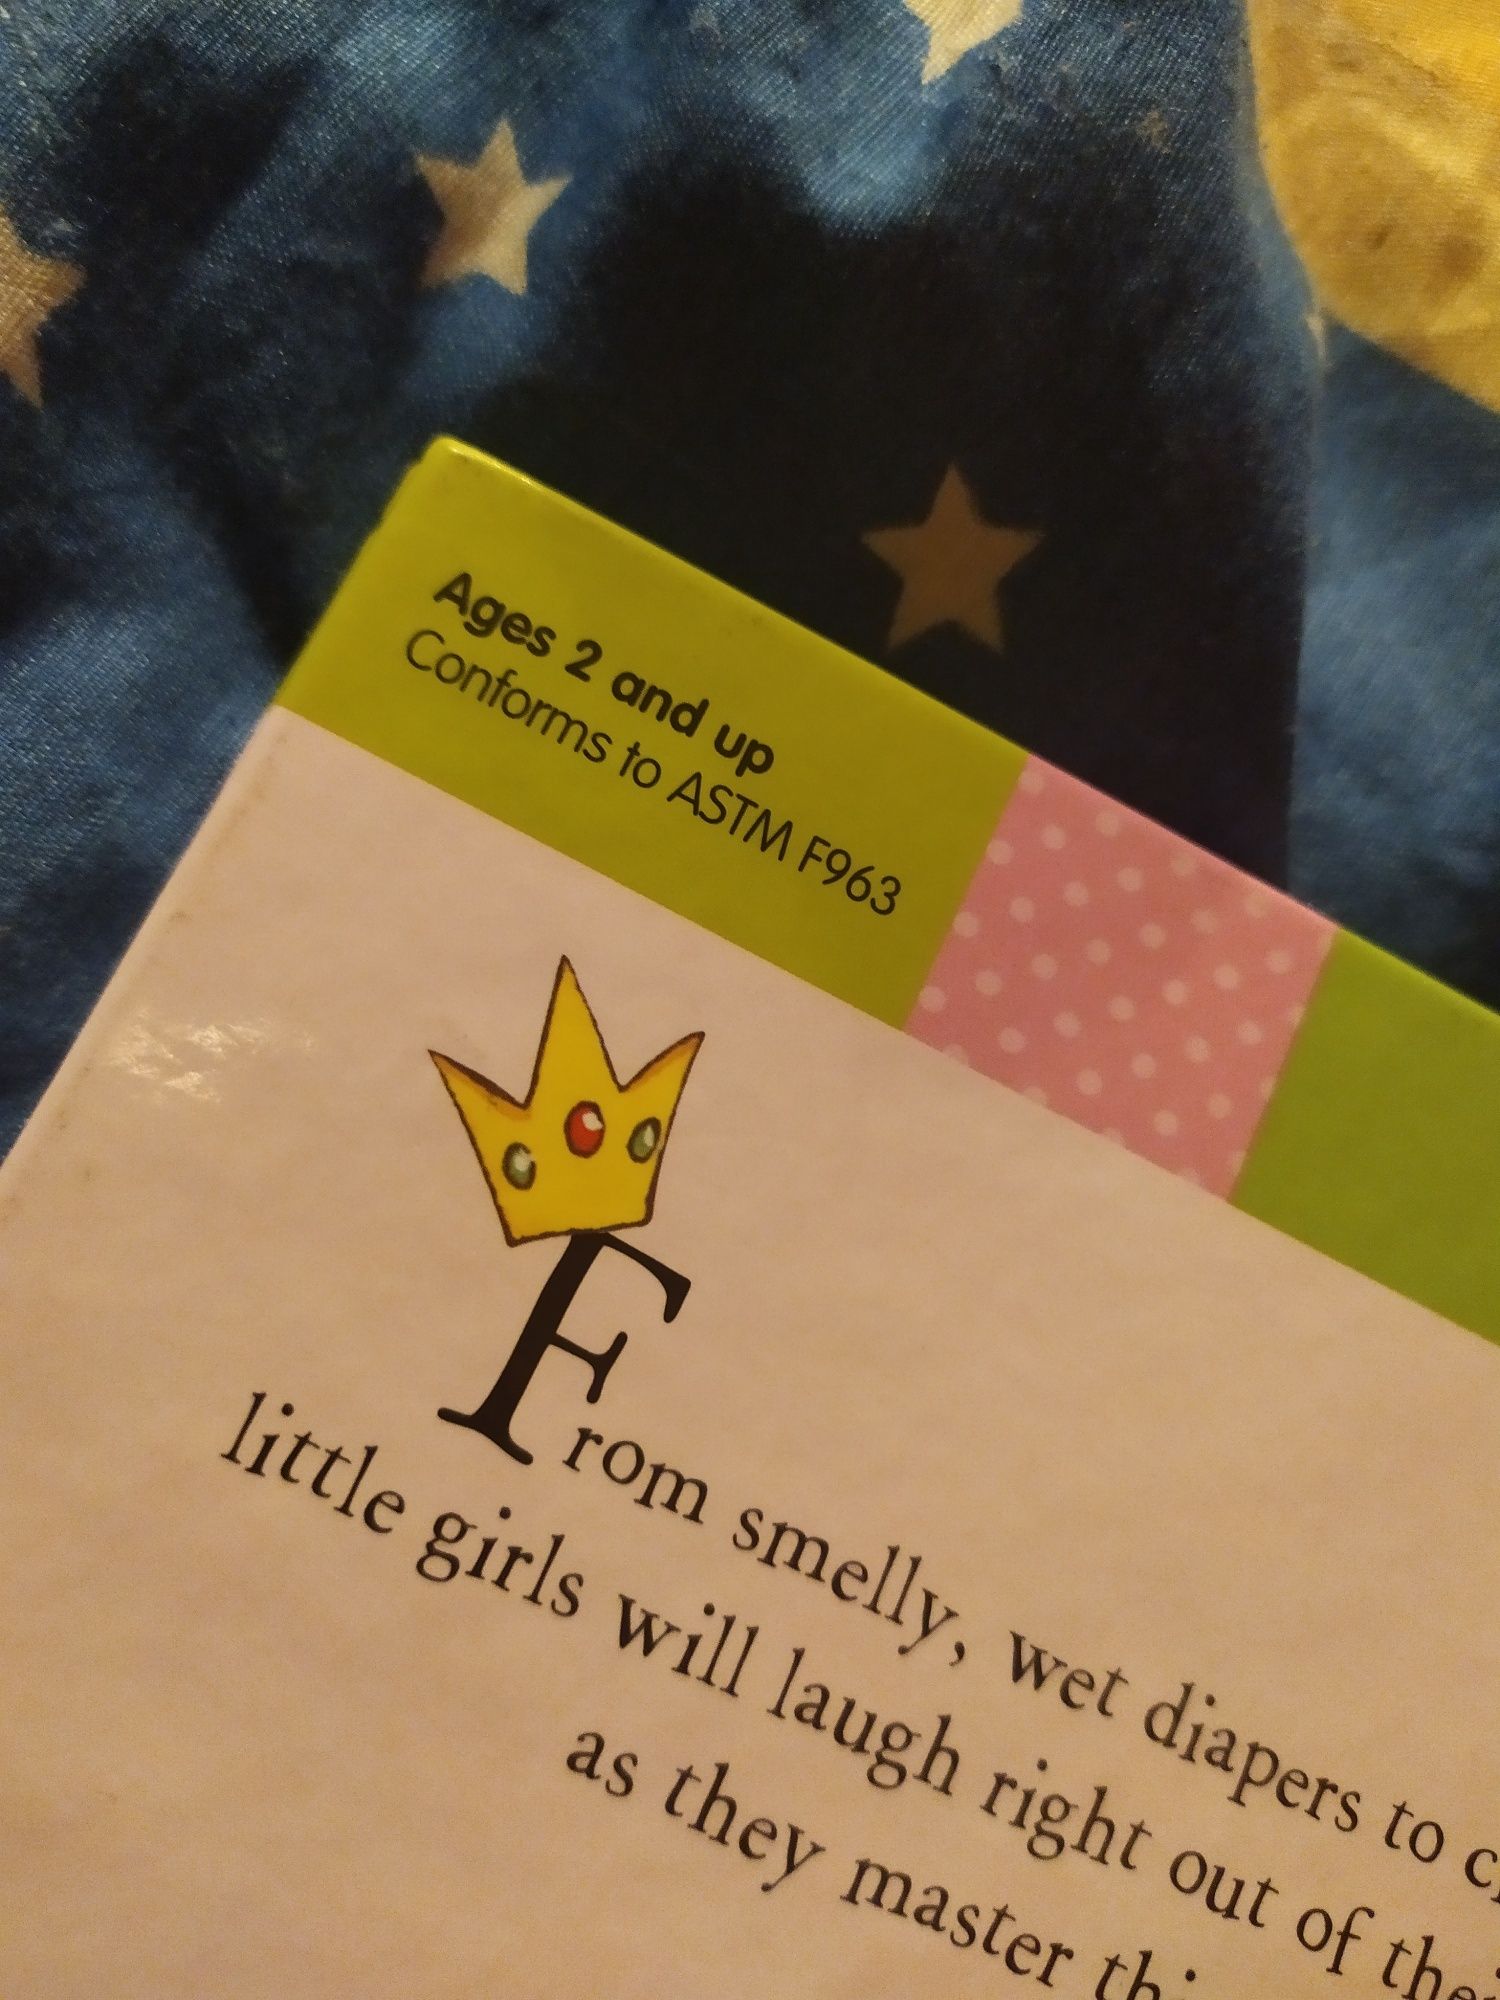 Ages 2 and up
Conforms to ASTM F963
From smelly, wet diapers to
little girls will laugh right out of
as they master